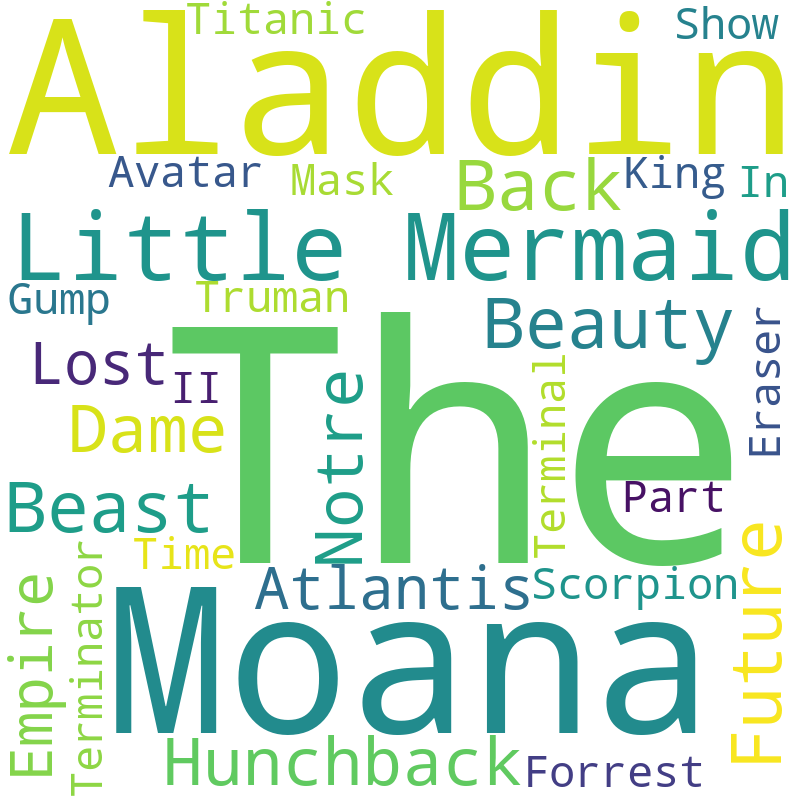 Titanic
Show
Aladdin
Avatar
Mask
Back
King
In
Little
Mermaid
Gump
Truman
Beauty
Eraser
Lost
II
The
Notre
Terminal
Dame
Beast
Part
Time
Future
Terminator
Empire
Atlantis
Scorpion
Moana
Hunchback
Forrest